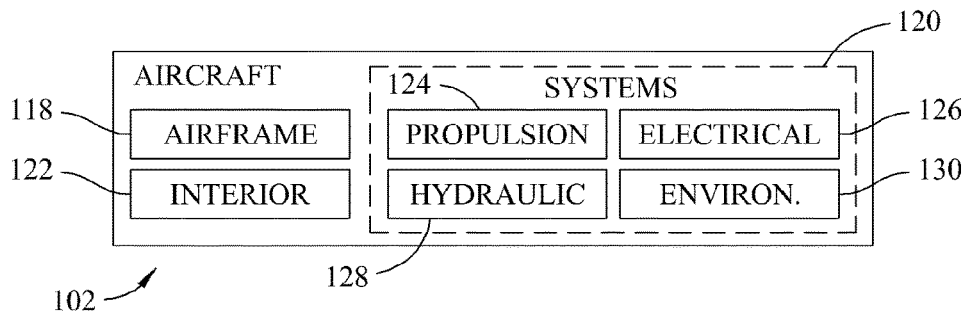 120
AIRCRAFT
124
SYSTEMS
118
AIRFRAME
PROPULSION
ELECTRICAL
126
122
INTERIOR
HYDRAULIC
ENVIRON.
130
128
102